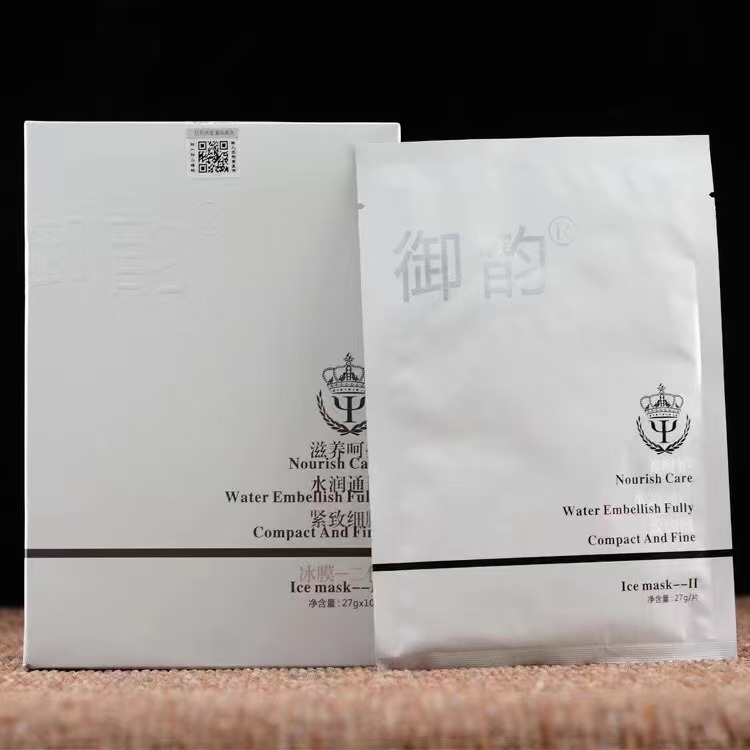 滋养呵
Nourish Ca
水润通
Water Embellish Fully
紧致细
Compact And Fin
冰膜-二
Ice mask--
净含量:27gx10
御韵®
Nourish Care
Water Embellish Fully
Compact And Fine
Ice mask--II
净含量:27g/片